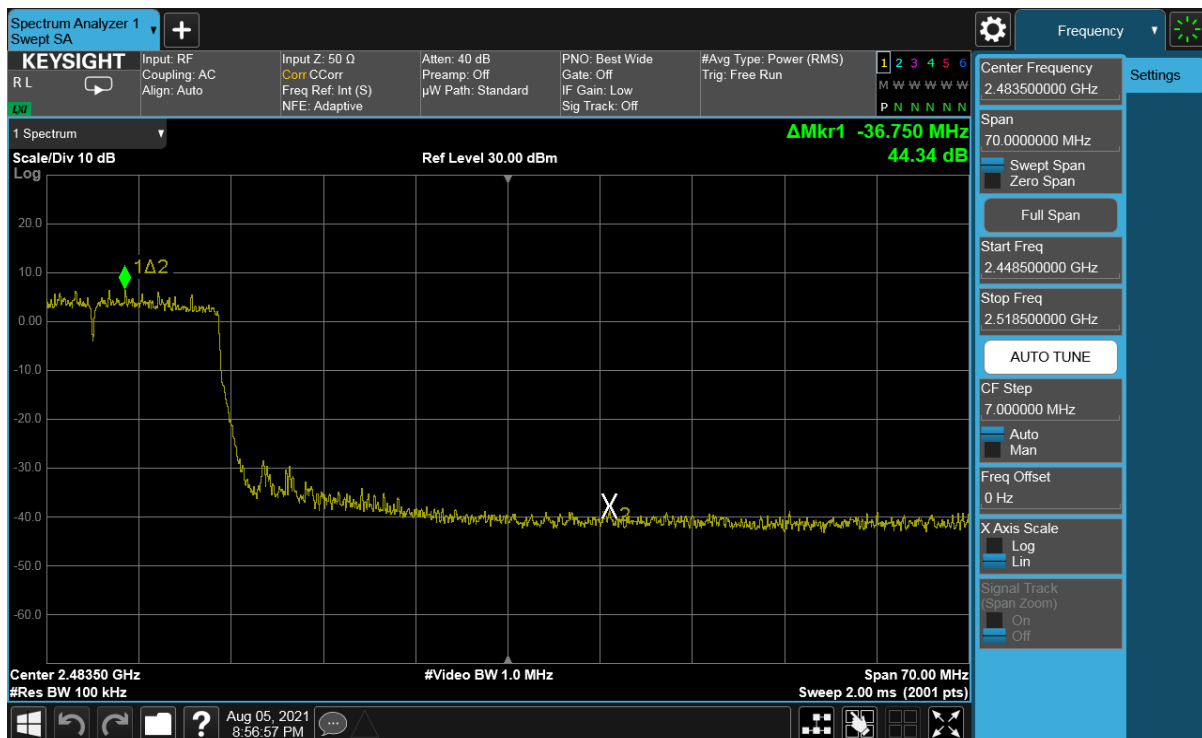 Spectrum Analyzer 1
Swept SA
Frequency
KEYSIGHT
R L
LXI
Input: RF
Coupling: AC
Align: Auto
Input Z: 50 Ω
Corr CCorr
Freq Ref: Int (S)
NFE: Adaptive
Atten: 40 dB
Preamp: Off
µW Path: Standard
PNO: Best Wide
Gate: Off
IF Gain: Low
Sig Track: Off
#Avg Type: Power (RMS)
Trig: Free Run
1 2 3 4 5 6
M W W W W W
P N N N N N
Center Frequency
2.483500000 GHz
Settings
Span
70.0000000 MHz
Swept Span
Zero Span
Full Span
Start Freq
2.448500000 GHz
Stop Freq
2.518500000 GHz
AUTO TUNE
CF Step
7.000000 MHz
Auto
Man
Freq Offset
0 Hz
X Axis Scale
Log
Lin
Signal Track
(Span Zoom)
On
Off
1 Spectrum
ΔMkr1 -36.750 MHz
Scale/Div 10 dB
Ref Level 30.00 dBm
44.34 dB
Log
20.0
10.0
1Δ2
0.00
-10.0
-20.0
-30.0
-40.0
X2
-50.0
-60.0
Center 2.48350 GHz
#Video BW 1.0 MHz
Span 70.00 MHz
#Res BW 100 kHz
Sweep 2.00 ms (2001 pts)
?
Aug 05, 2021
8:56:57 PM